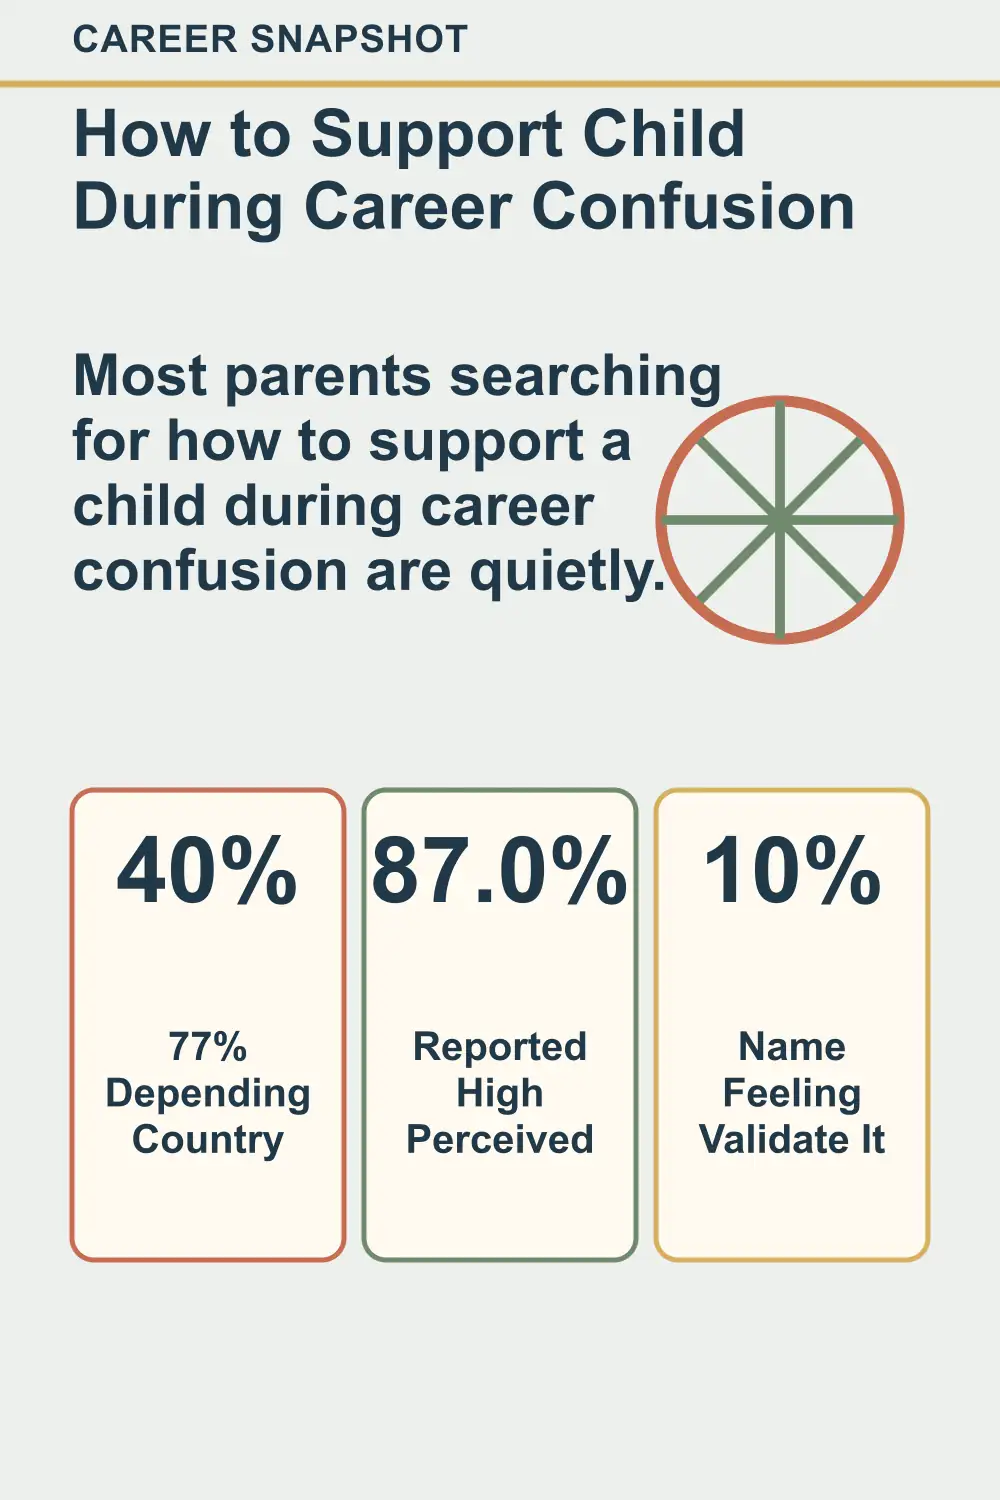 CAREER SNAPSHOT
How to Support Child
During Career Confusion
Most parents searching
for how to support a
child during career
confusion are quietly.
40%
77%
Depending
Country
87.0%
Reported
High
Perceived
10%
Name
Feeling
Validate It